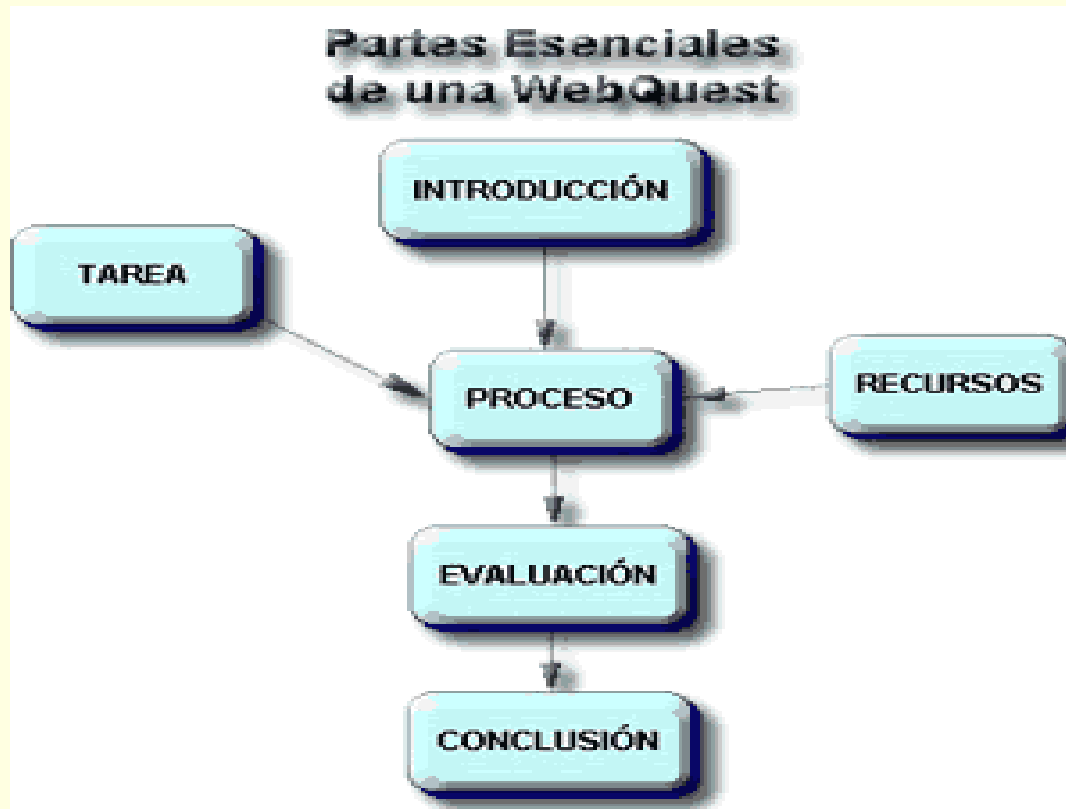 Partes Esenciales
de una WebQuest
INTRODUCCIÓN
TAREA
PROCESO
RECURSOS
EVALUACIÓN
CONCLUSIÓN